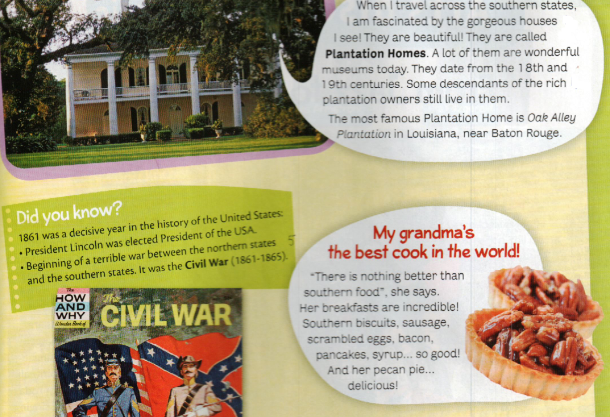 When I travel across the southern states,
I am fascinated by the gorgeous houses
I see! They are beautiful! They are called
Plantation Homes. A lot of them are wonderful
museums today. They date from the 18th and
19th centuries. Some descendants of the rich
plantation owners still live in them.
The most famous Plantation Home is Oak Alley
Plantation in Louisiana, near Baton Rouge.
Did you know?
1861 was a decisive year in the history of the United States:
• President Lincoln was elected President of the USA.
• Beginning of a terrible war between the northern states
and the southern states. It was the Civil War (1861-1865).
The
HOW
AND
WHY
Wonder Book of
The
CIVIL WAR
My grandma's
the best cook in the world!
"There is nothing better than
southern food", she says.
Her breakfasts are incredible!
Southern biscuits, sausage,
scrambled eggs, bacon,
pancakes, syrup... so good!
And her pecan pie...
delicious!